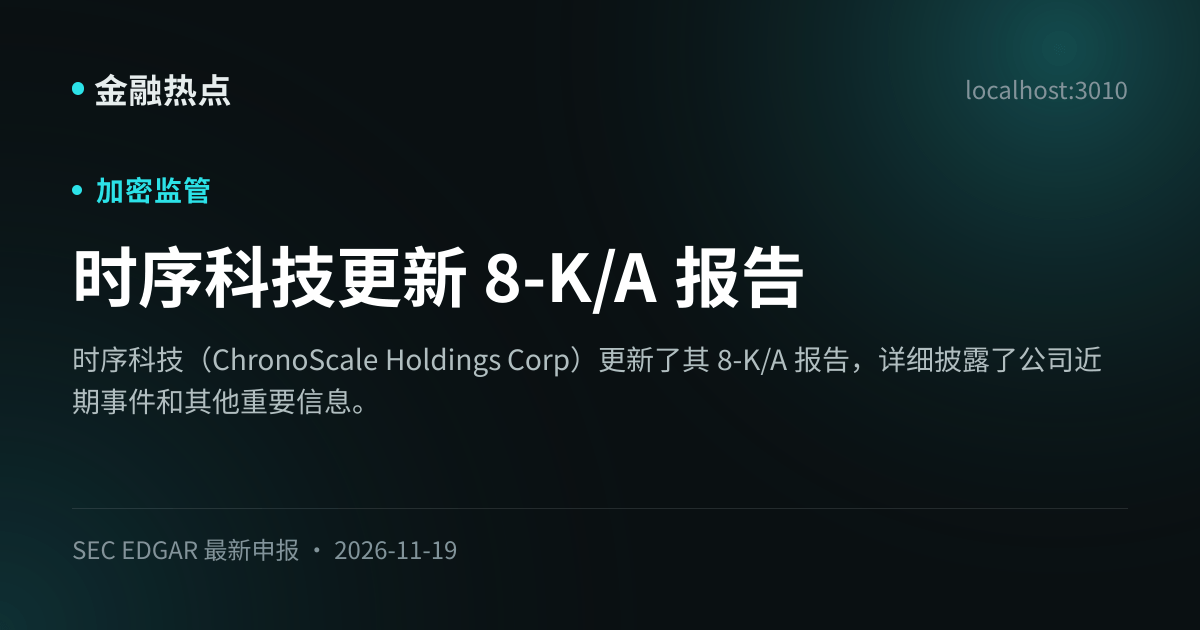 金融热点
localhost:3010
加密监管
时序科技更新 8-K/A 报告
时序科技（ChronoScale Holdings Corp）更新了其 8-K/A 报告，详细披露了公司近
期事件和其他重要信息。
SEC EDGAR 最新申报 · 2026-11-19